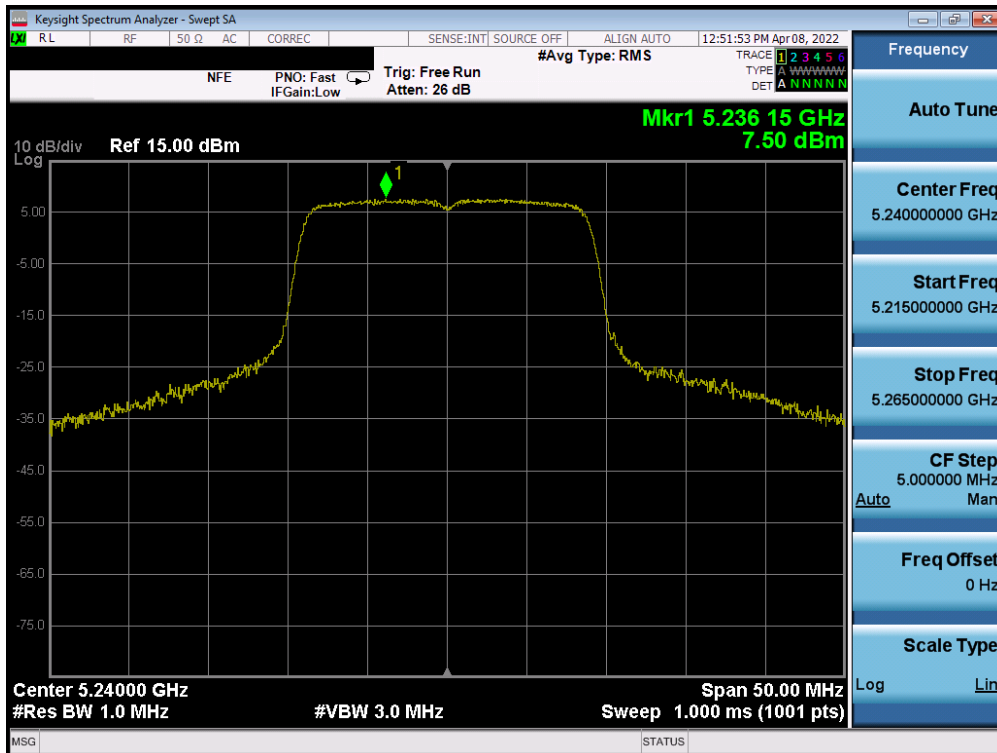 Keysight Spectrum Analyzer - Swept SA
LXI RL RF 50 Ω AC CORREC SENSE:INT SOURCE OFF ALIGN AUTO 12:51:53 PM Apr 08, 2022
#Avg Type: RMS
TRACE 1 2 3 4 5 6
NFE PNO: Fast Trig: Free Run TYPE A WWWWW
IFGain:Low Atten: 26 dB DET A N N N N N
Mkr1 5.236 15 GHz
7.50 dBm
10 dB/div Ref 15.00 dBm
Log
1
5.00
-5.00
-15.0
-25.0
-35.0
-45.0
-55.0
-65.0
-75.0
Center 5.24000 GHz Span 50.00 MHz
#Res BW 1.0 MHz #VBW 3.0 MHz Sweep 1.000 ms (1001 pts)
MSG STATUS
Frequency
Auto Tune
Center Freq
5.240000000 GHz
Start Freq
5.215000000 GHz
Stop Freq
5.265000000 GHz
CF Step
5.000000 MHz
Auto Man
Freq Offset
0 Hz
Scale Type
Log Lin